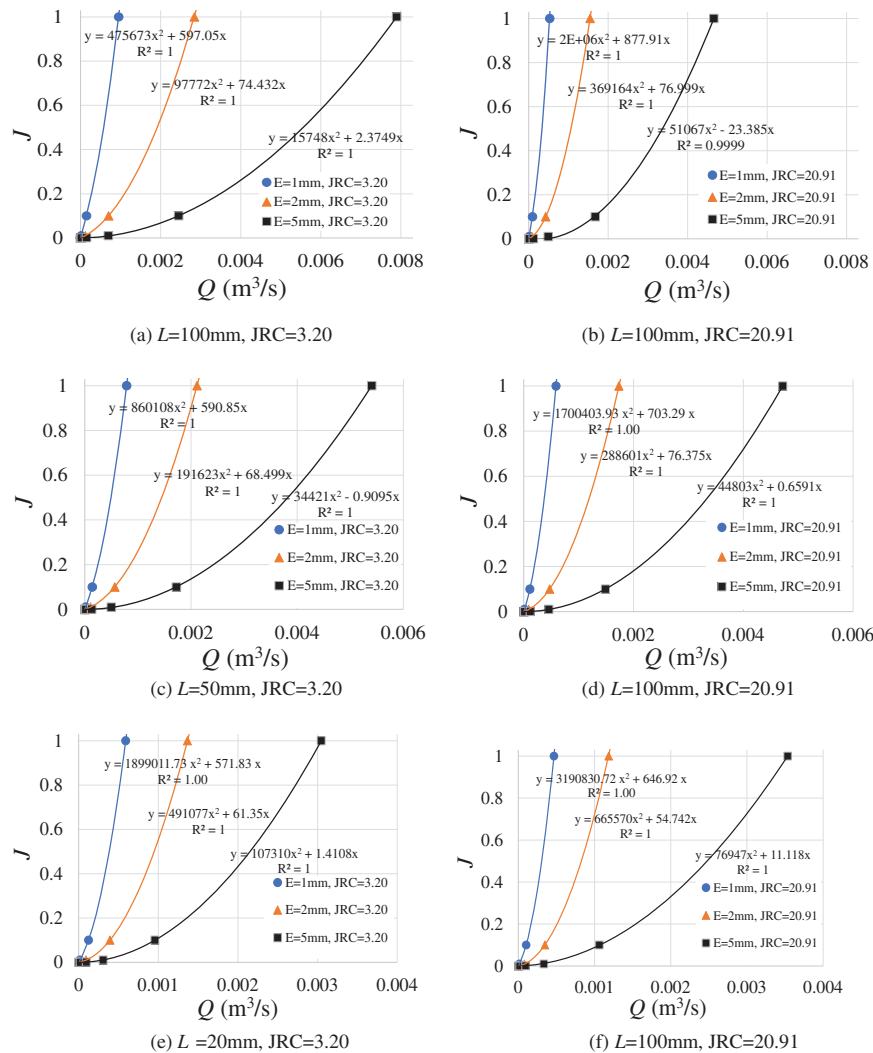 1
y = 475673x² + 597.05x
R² = 1
0.8
y = 97772x² + 74.432x
R² = 1
0.6
J
y = 15748x² + 2.3749x
R² = 1
0.4
E=1mm, JRC=3.20
0.2
E=2mm, JRC=3.20
E=5mm, JRC=3.20
0
0 0.002 0.004 0.006 0.008
Q (m³/s)
(a) L=100mm, JRC=3.20
1
y = 2E+06x² + 877.91x
R² = 1
0.8
y = 369164x² + 76.999x
R² = 1
0.6
J
y = 51067x² - 23.385x
R² = 0.9999
0.4
E=1mm, JRC=20.91
0.2
E=2mm, JRC=20.91
E=5mm, JRC=20.91
0
0 0.002 0.004 0.006 0.008
Q (m³/s)
(b) L=100mm, JRC=20.91
1
y = 860108x² + 590.85x
R² = 1
0.8
y = 191623x² + 68.499x
R² = 1
0.6
J
y = 34421x² - 0.9095x
R² = 1
0.4
E=1mm, JRC=3.20
E=2mm, JRC=3.20
0.2
E=5mm, JRC=3.20
0
0 0.002 0.004 0.006
Q (m³/s)
(c) L=50mm, JRC=3.20
1
y = 1700403.93 x² + 703.29 x
R² = 1.00
0.8
y = 288601x² + 76.375x
R² = 1
0.6
J
y = 44803x² + 0.6591x
R² = 1
0.4
E=1mm, JRC=20.91
E=2mm, JRC=20.91
0.2
E=5mm, JRC=20.91
0
0 0.002 0.004 0.006
Q (m³/s)
(d) L=100mm, JRC=20.91
1
y = 1899011.73 x² + 571.83 x
R² = 1.00
0.8
y = 491077x² + 61.35x
R² = 1
0.6
J
y = 107310x² + 1.4108x
R² = 1
0.4
E=1mm, JRC=3.20
E=2mm, JRC=3.20
0.2
E=5mm, JRC=3.20
0
0 0.001 0.002 0.003 0.004
Q (m³/s)
(e) L =20mm, JRC=3.20
1
y = 3190830.72 x² + 646.92 x
R² = 1.00
0.8
y = 665570x² + 54.742x
R² = 1
0.6
J
y = 76947x² + 11.118x
R² = 1
0.4
E=1mm, JRC=20.91
E=2mm, JRC=20.91
0.2
E=5mm, JRC=20.91
0
0 0.001 0.002 0.003 0.004
Q (m³/s)
(f) L=100mm, JRC=20.91